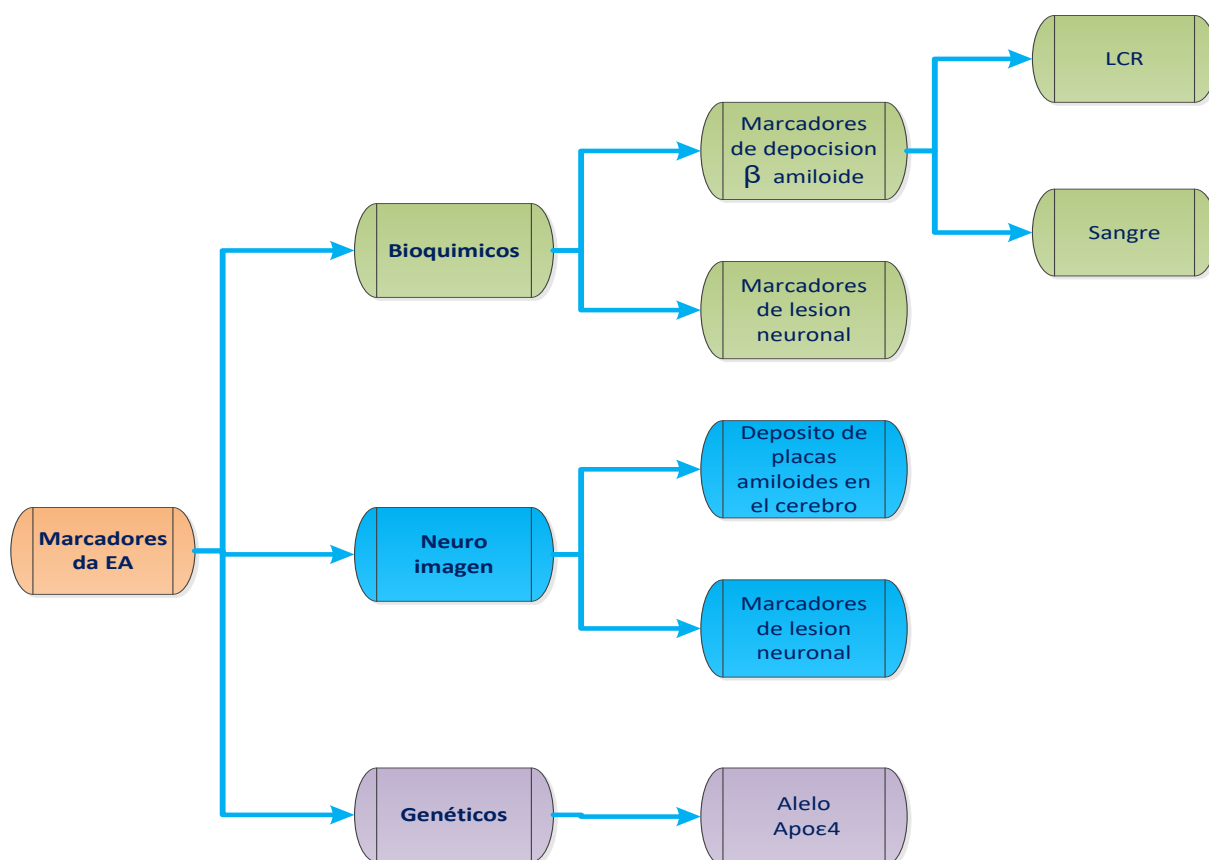 Marcadores
da EA
Bioquimicos
Marcadores
de depocision
β amiloide
LCR
Sangre
Marcadores
de lesion
neuronal
Neuro
imagen
Deposito de
placas
amiloides en
el cerebro
Marcadores
de lesion
neuronal
Genéticos
Alelo
Apoε4